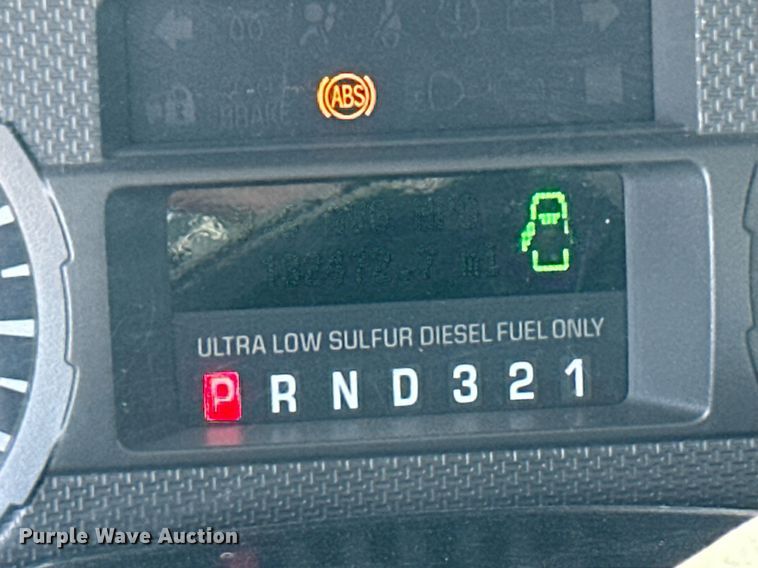 ABS
ULTRA LOW SULFUR DIESEL FUEL ONLY
P R N D 3 2 1
Purple Wave Auction